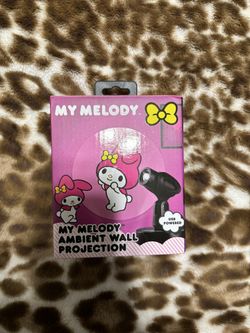 MY MELODY.
USB
POWERED
MY MELODY
AMBIENT WALL
PROJECTION